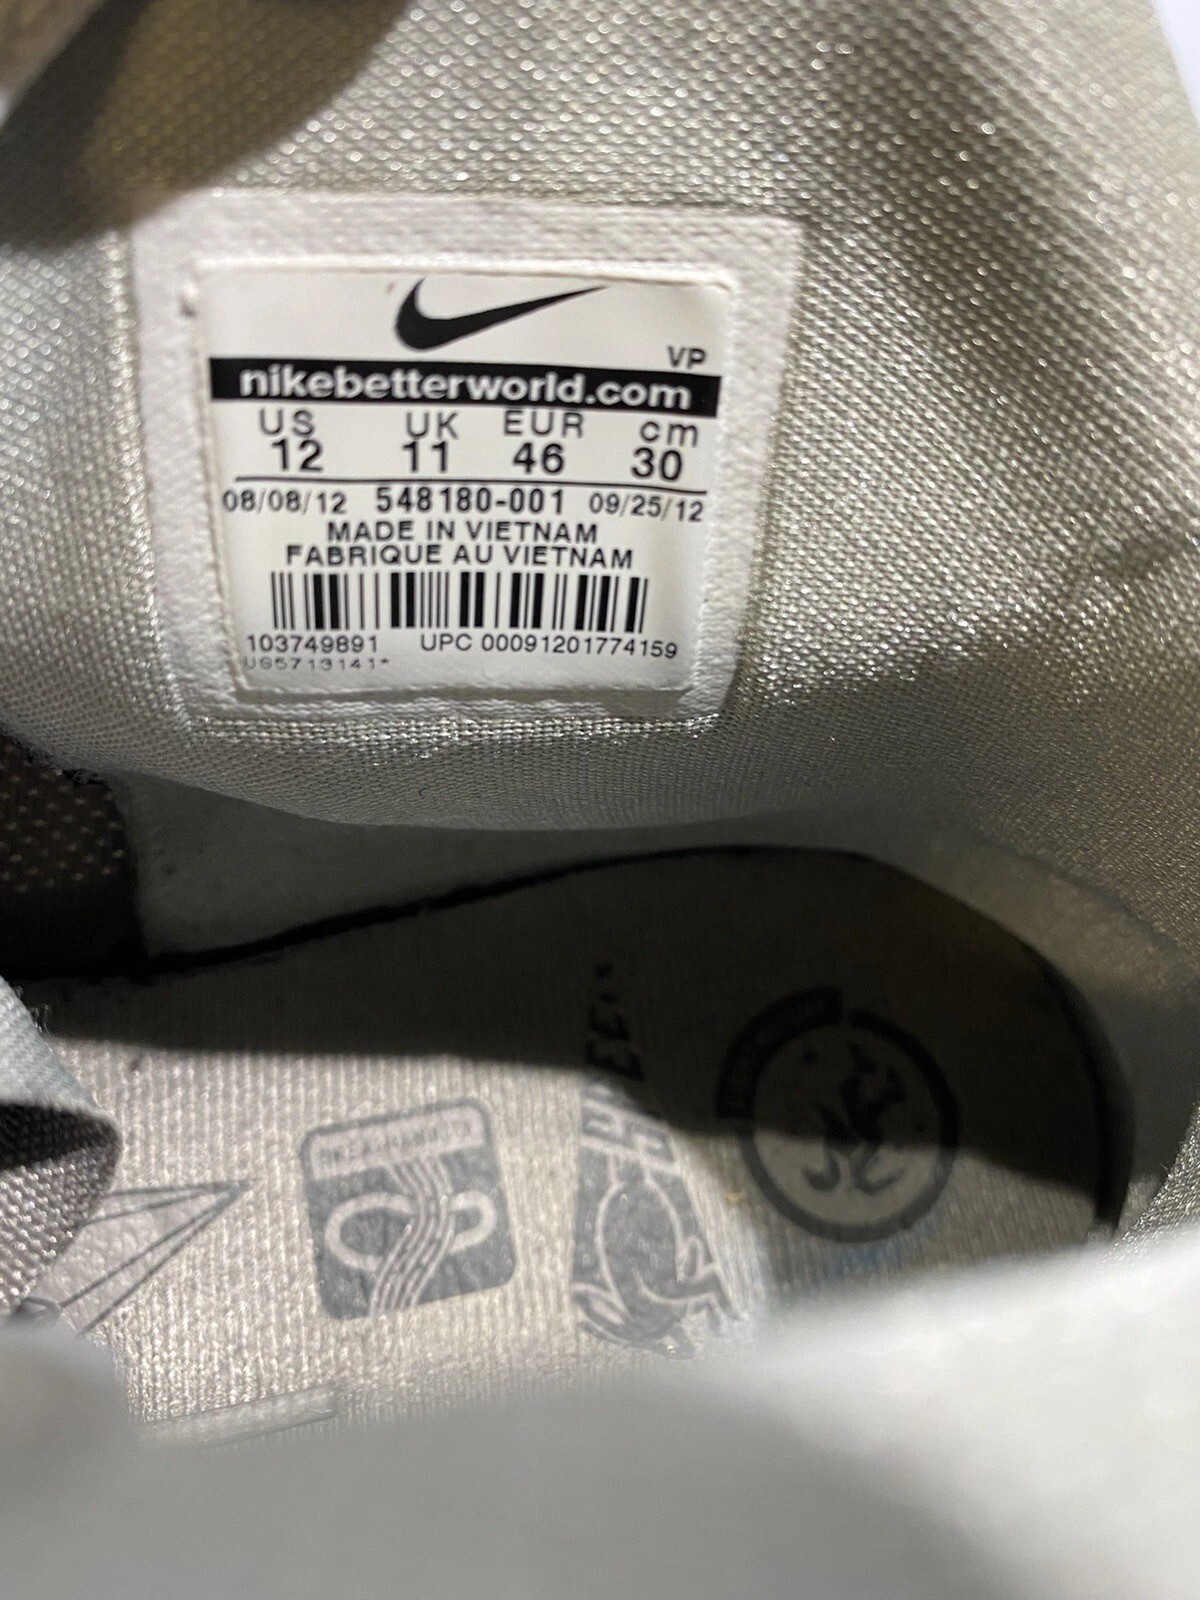 VP
nikebetterworld.com
US UK EUR cm
12 11 46 30
08/08/12 548180-001 09/25/12
MADE IN VIETNAM
FABRIQUE AU VIETNAM
103749891 UPC 00091201774159
US5713141*